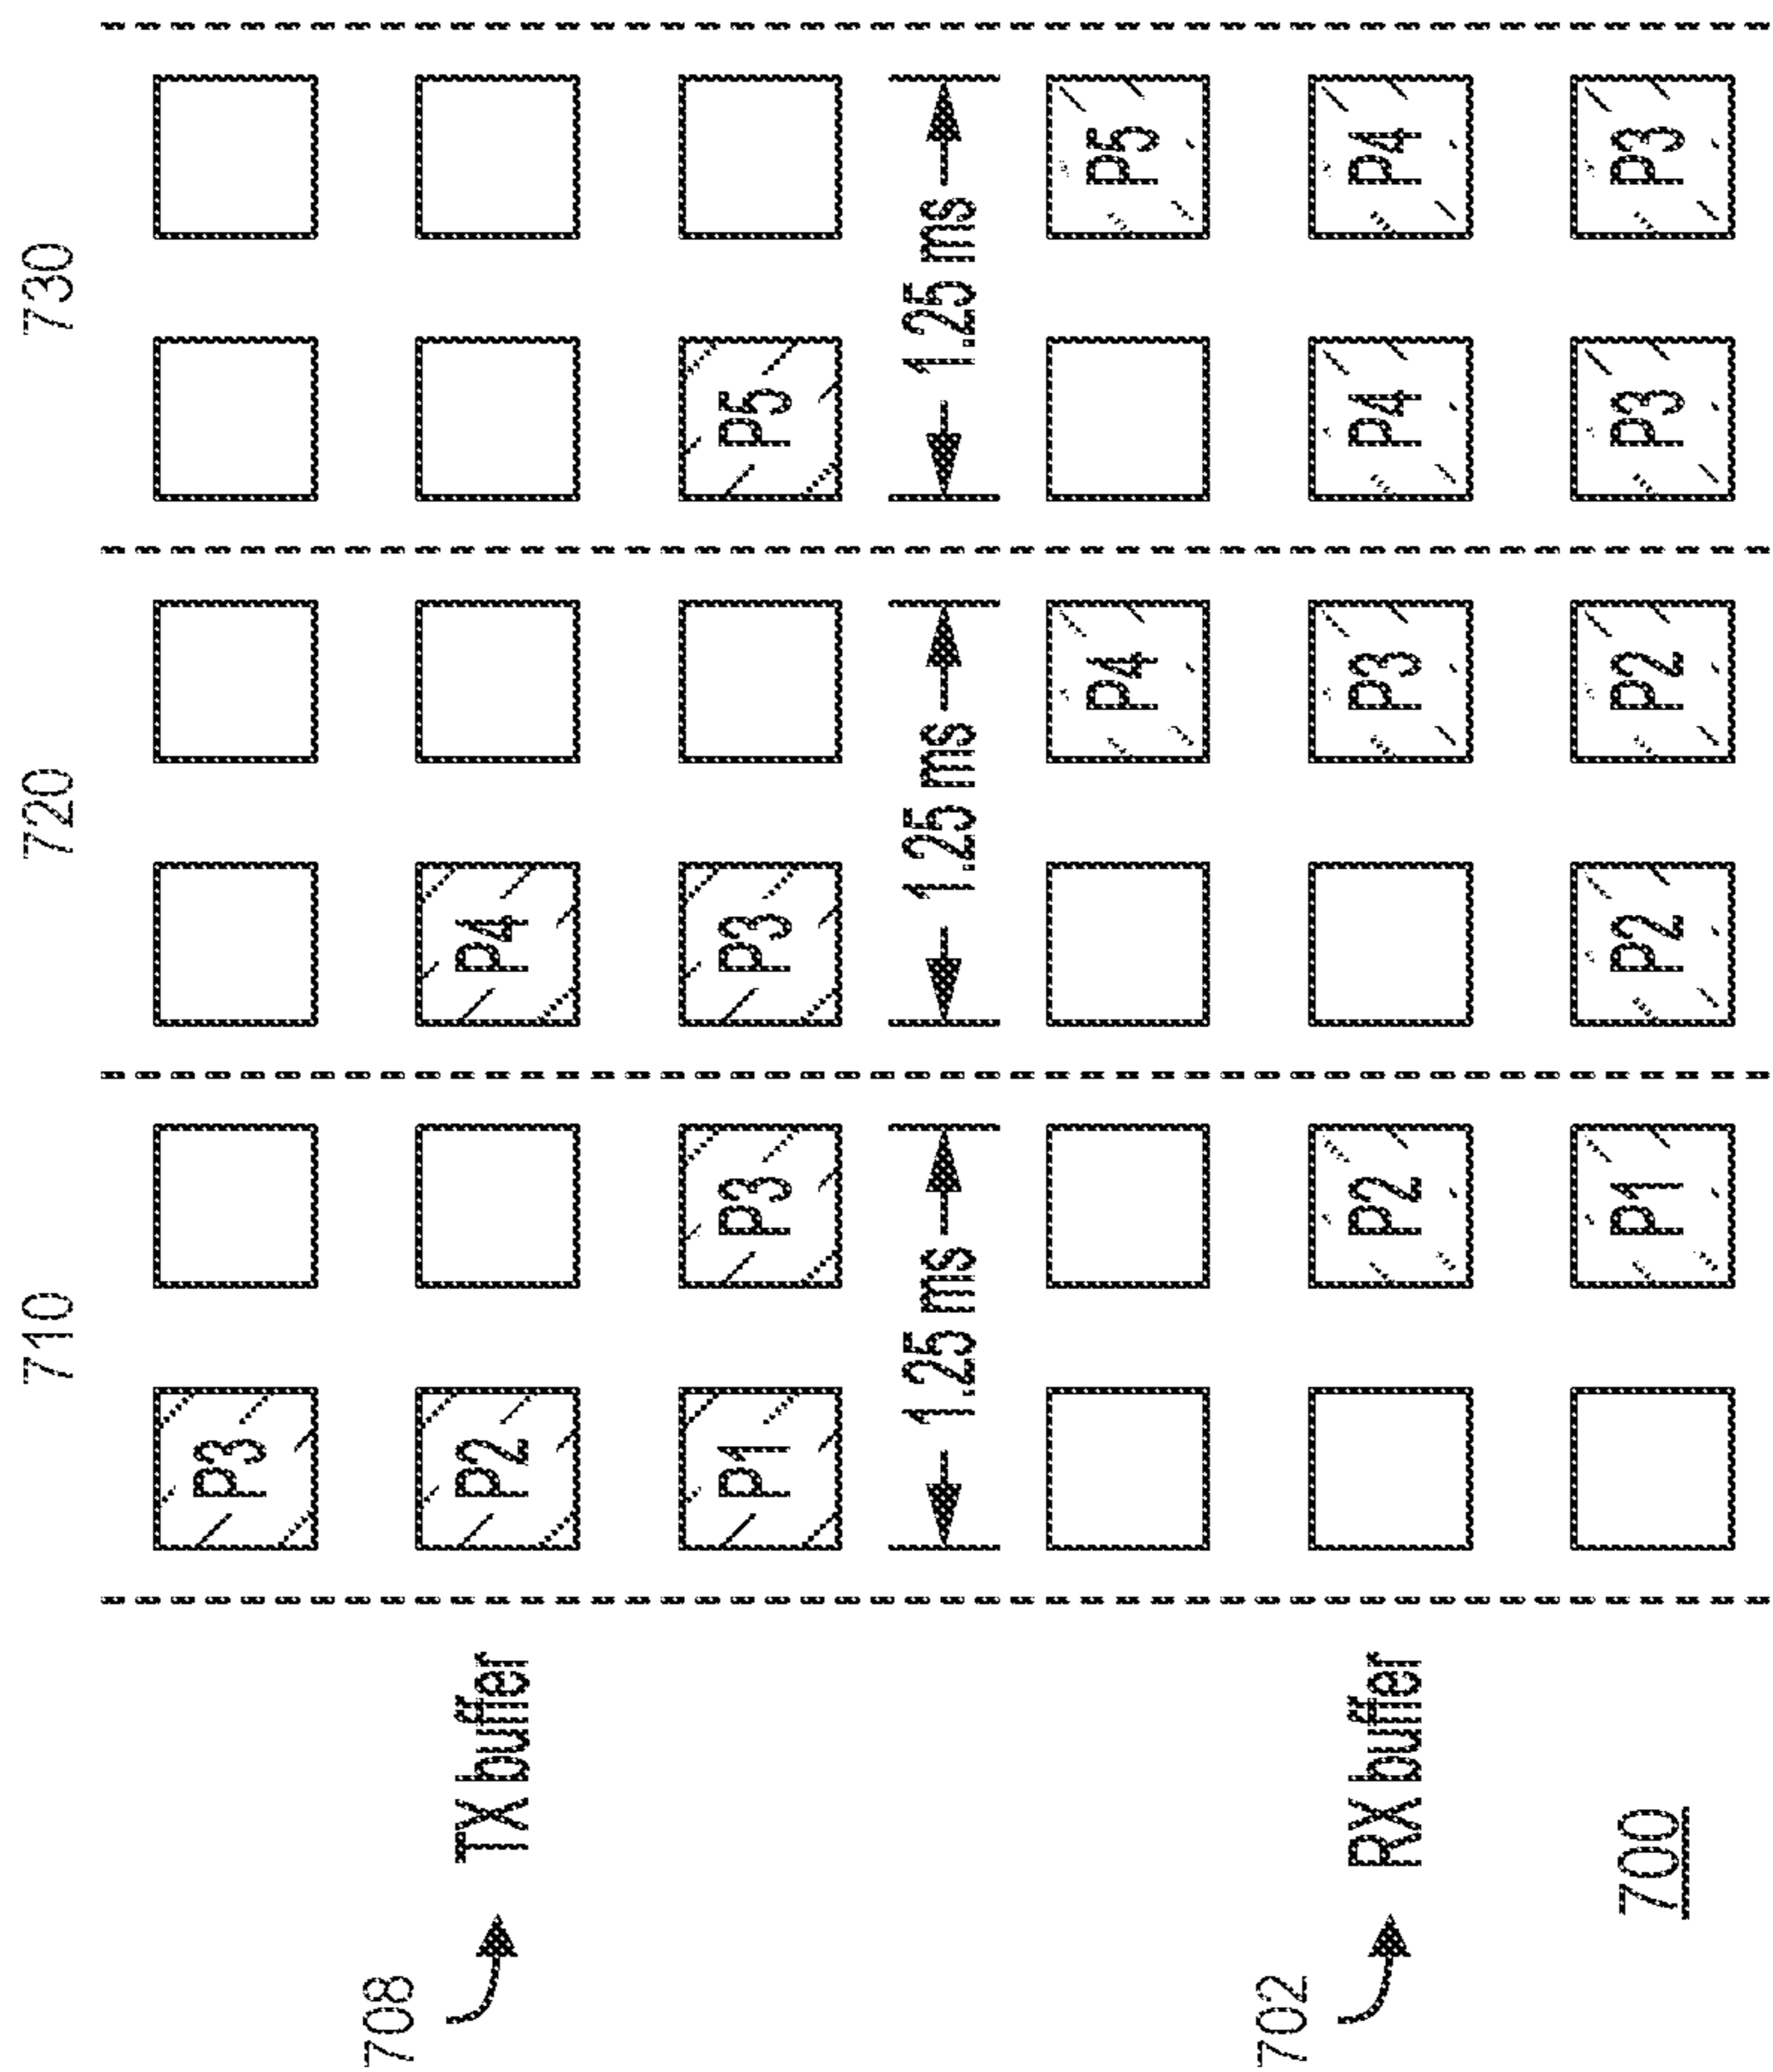 710 720 730
P3
708
TX buffer P2 P4
P1 P3 P3 P5
1.25 ms 1.25 ms 1.25 ms
P4 P5
702
RX buffer P2 P3 P4 P4
700 P1 P2 P2 P3 P3